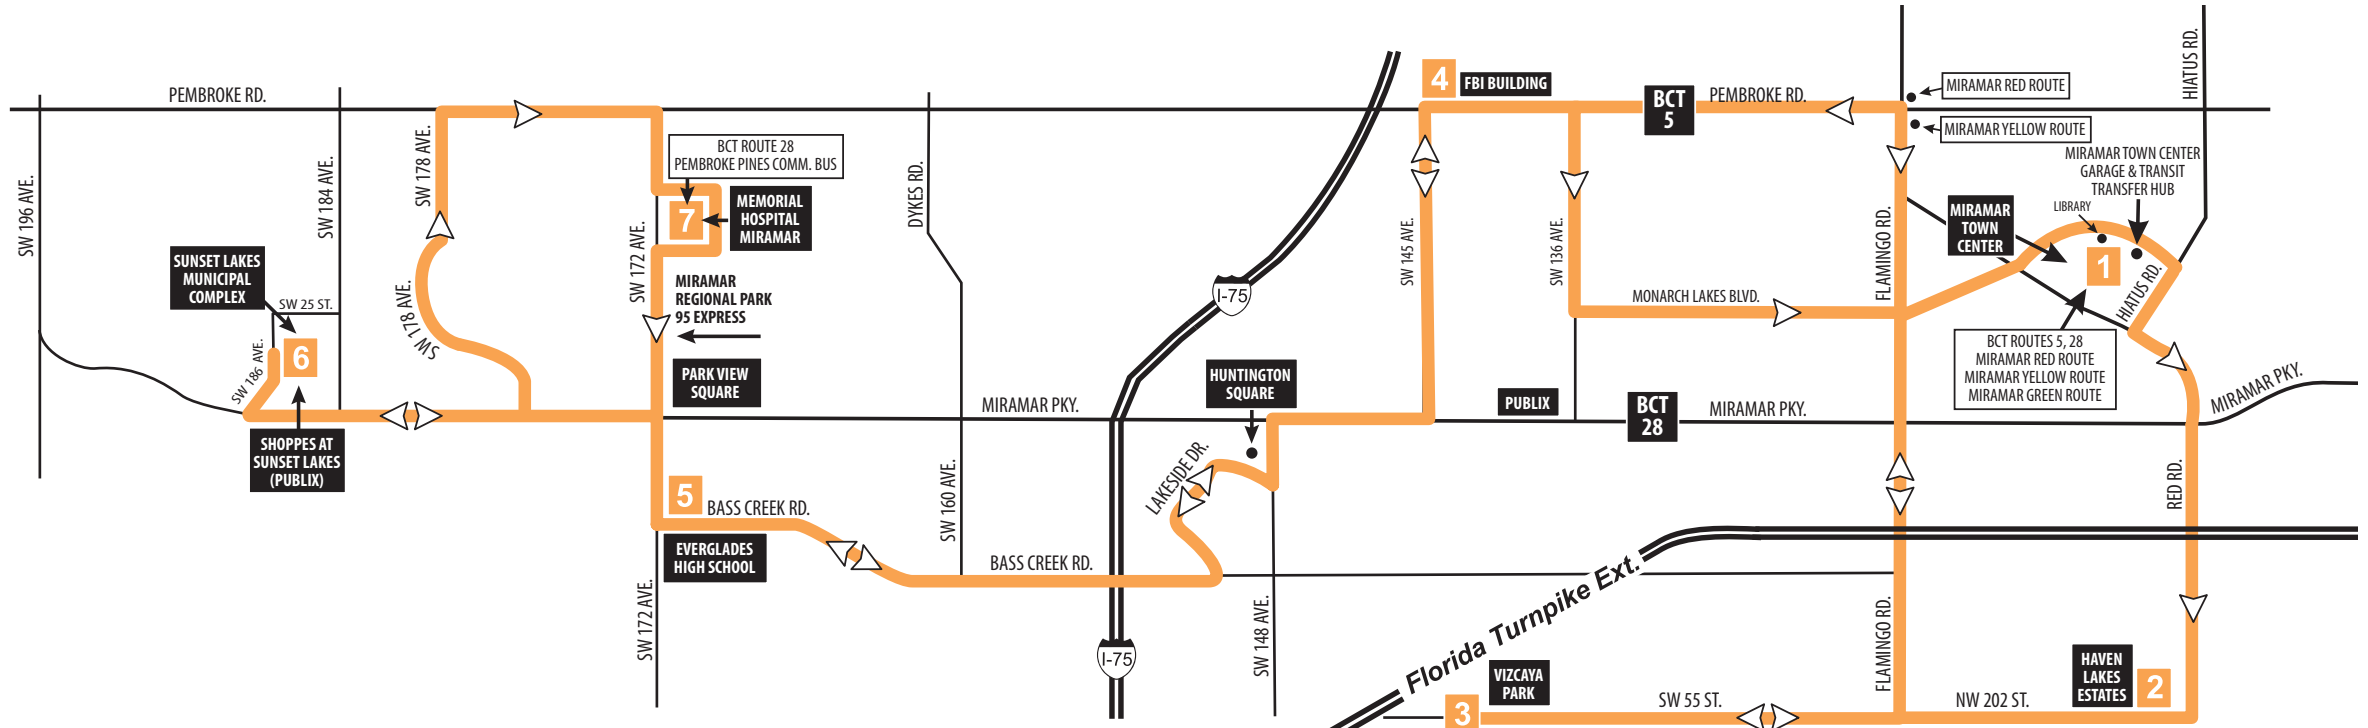 PEMBROKE RD.
SW 196 AVE.
SW 184 AVE.
SW 178 AVE.
SW 178 AVE.
SUNSET LAKES
MUNICIPAL
COMPLEX
SW 25 ST.
SW 186 AVE.
6
SHOPPES AT
SUNSET LAKES
(PUBLIX)
BCT ROUTE 28
PEMBROKE PINES COMM. BUS
7
MEMORIAL
HOSPITAL
MIRAMAR
SW 172 AVE.
MIRAMAR
REGIONAL PARK
95 EXPRESS
PARK VIEW
SQUARE
5
BASS CREEK RD.
EVERGLADES
HIGH SCHOOL
SW 172 AVE.
DYKES RD.
MIRAMAR PKY.
SW 160 AVE.
BASS CREEK RD.
I-75
I-75
HUNTINGTON
SQUARE
LAKESIDE DR.
SW 148 AVE.
4
FBI BUILDING
SW 145 AVE.
SW 136 AVE.
BCT
5
PEMBROKE RD.
MONARCH LAKES BLVD.
PUBLIX
BCT
28
MIRAMAR PKY.
Florida Turnpike Ext.
VIZCAYA
PARK
3
SW 55 ST.
FLAMINGO RD.
FLAMINGO RD.
MIRAMAR RED ROUTE
MIRAMAR YELLOW ROUTE
HIATUS RD.
MIRAMAR TOWN CENTER
GARAGE & TRANSIT
TRANSFER HUB
LIBRARY
MIRAMAR
TOWN
CENTER
1
HIATUS RD.
BCT ROUTES 5, 28
MIRAMAR RED ROUTE
MIRAMAR YELLOW ROUTE
MIRAMAR GREEN ROUTE
MIRAMAR PKY.
RED RD.
HAVEN
LAKES
ESTATES
2
NW 202 ST.